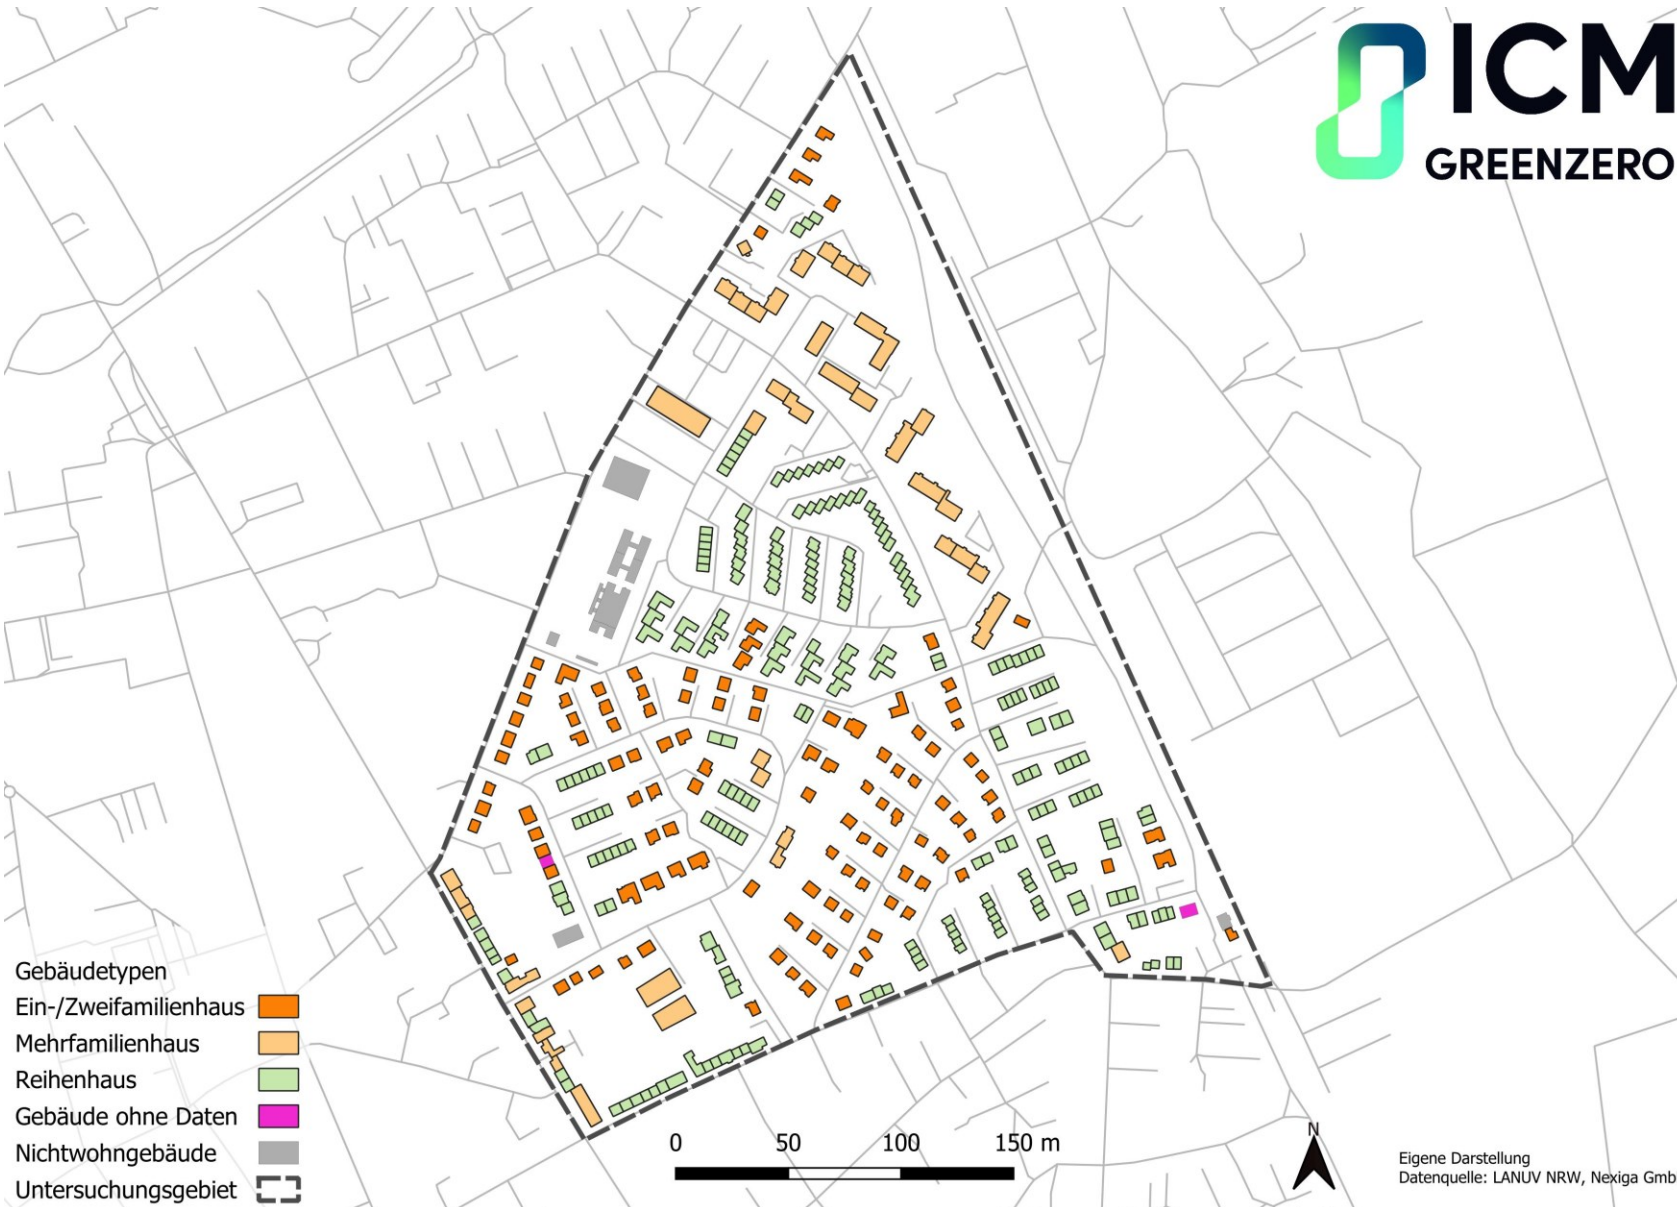 ICM
GREENZERO
Gebäudetypen
Ein-/Zweifamilienhaus
Mehrfamilienhaus
Reihenhaus
Gebäude ohne Daten
Nichtwohngebäude
Untersuchungsgebiet
0 50 100 150 m
N
Eigene Darstellung
Datenquelle: LANUV NRW, Nexiga Gmb